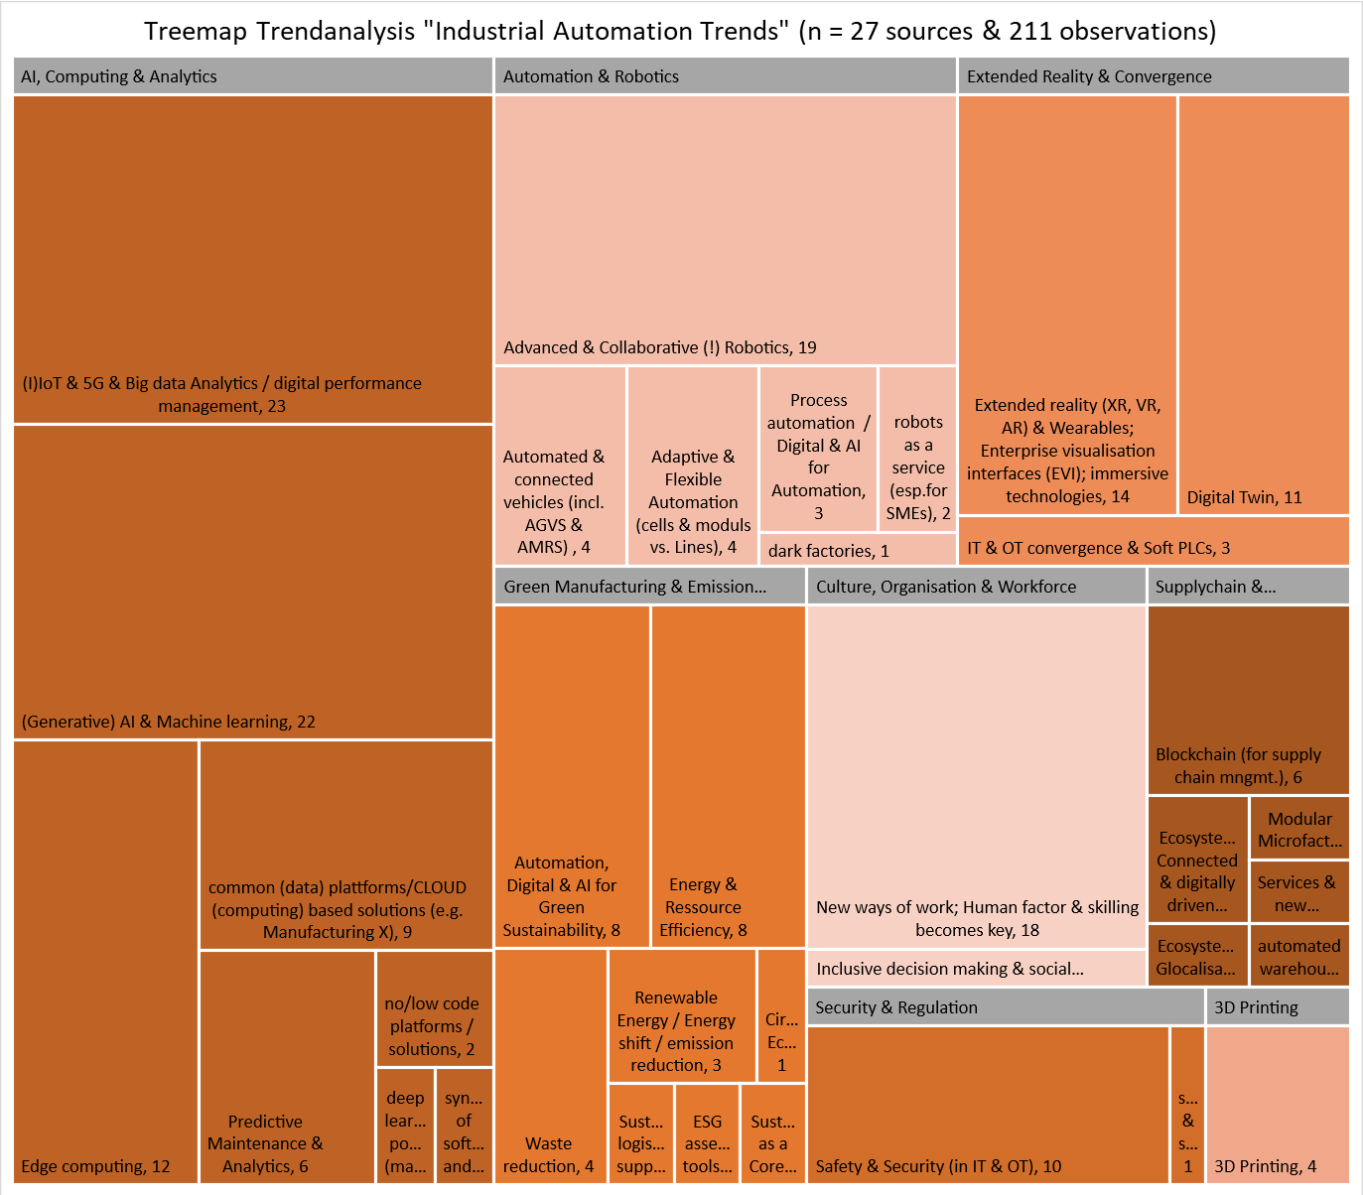 Treemap Trendanalysis "Industrial Automation Trends" (n = 27 sources & 211 observations)
AI, Computing & Analytics
(I)IoT & 5G & Big data Analytics / digital performance
management, 23
(Generative) AI & Machine learning, 22
Edge computing, 12
common (data) plattforms/CLOUD
(computing) based solutions (e.g.
Manufacturing X), 9
Predictive
Maintenance &
Analytics, 6
no/low code
platforms /
solutions, 2
deep
lear...
po...
(ma...
syn...
of
soft...
and...
Automation & Robotics
Advanced & Collaborative (!) Robotics, 19
Automated &
connected
vehicles (incl.
AGVS &
AMRS) , 4
Adaptive &
Flexible
Automation
(cells & moduls
vs. Lines), 4
Process
automation /
Digital & AI
for
Automation,
3
robots
as a
service
(esp.for
SMEs), 2
dark factories, 1
Extended Reality & Convergence
Extended reality (XR, VR,
AR) & Wearables;
Enterprise visualisation
interfaces (EVI); immersive
technologies, 14
Digital Twin, 11
IT & OT convergence & Soft PLCs, 3
Green Manufacturing & Emission...
Automation,
Digital & AI for
Green
Sustainability, 8
Energy &
Ressource
Efficiency, 8
Waste
reduction, 4
Renewable
Energy / Energy
shift / emission
reduction, 3
Cir...
Ec...
1
Sust...
logis...
supp...
ESG
asse...
tools...
Sust...
as a
Core...
Culture, Organisation & Workforce
New ways of work; Human factor & skilling
becomes key, 18
Inclusive decision making & social...
Supplychain &...
Blockchain (for supply
chain mngmt.), 6
Ecosyste...
Connected
& digitally
driven...
Modular
Microfact...
Services &
new...
Ecosyste...
Glocalisa...
automated
warehou...
Security & Regulation
Safety & Security (in IT & OT), 10
s...
&
s...
1
3D Printing
3D Printing, 4